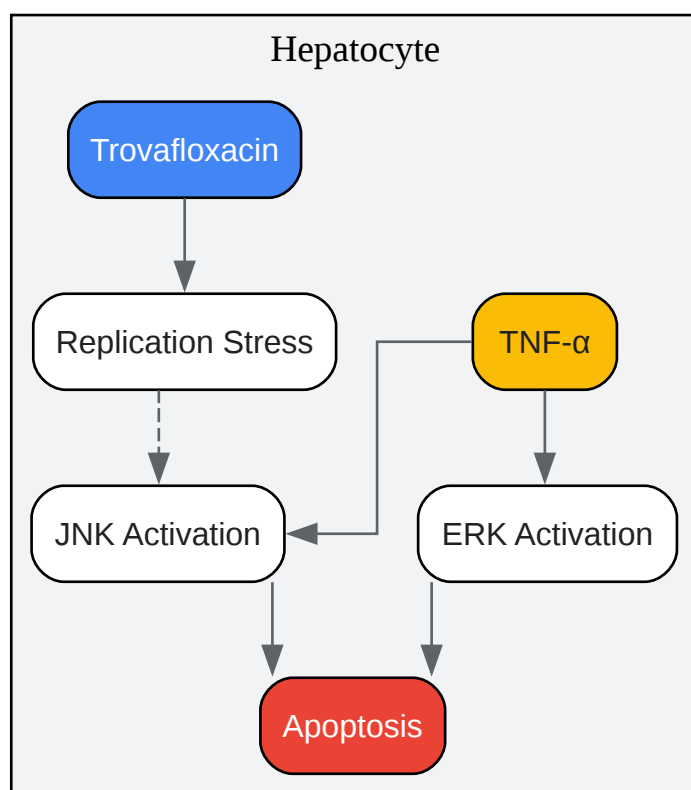 Hepatocyte
Trovafloxacin
Replication Stress
TNF-α
JNK Activation
ERK Activation
Apoptosis